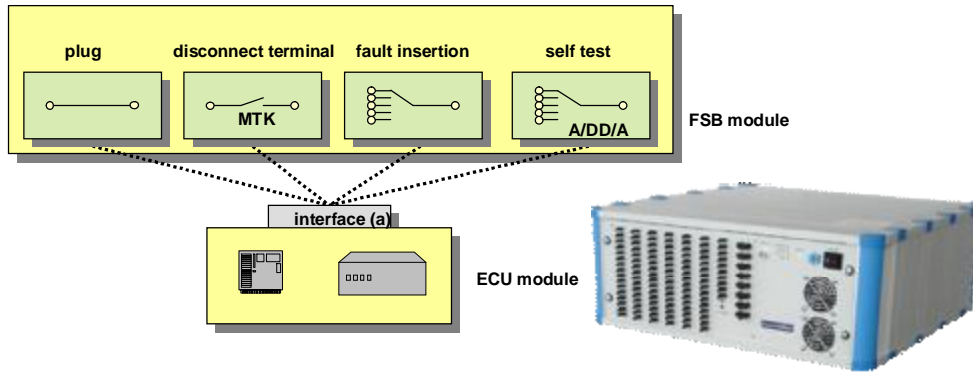 plug
disconnect terminal
fault insertion
self test
MTK
A/DD/A
FSB module
interface (a)
ECU module